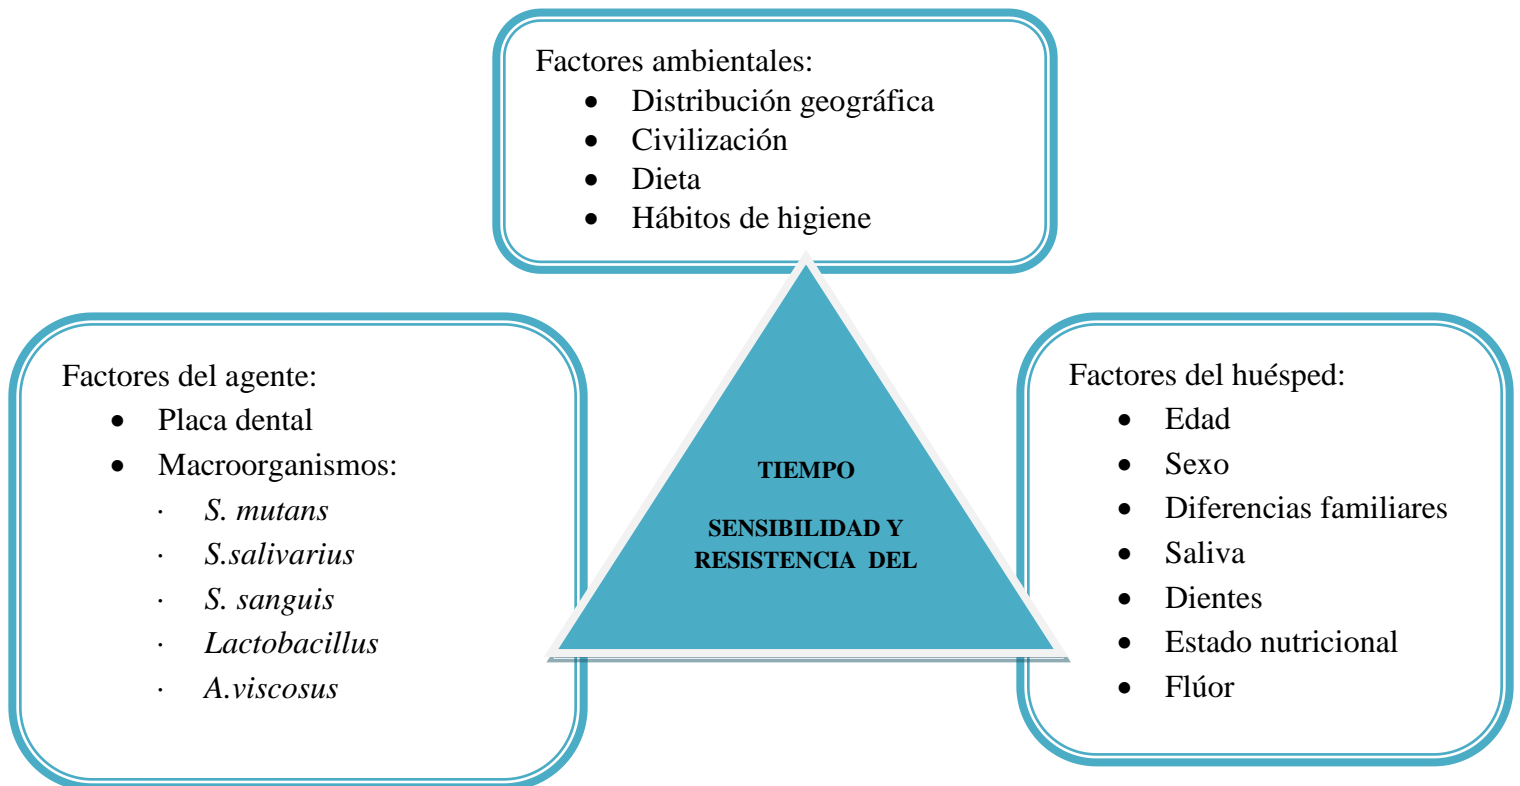 Factores ambientales:
• Distribución geográfica
• Civilización
• Dieta
• Hábitos de higiene
Factores del agente:
• Placa dental
• Macroorganismos:
· S. mutans
· S.salivarius
· S. sanguis
· Lactobacillus
· A.viscosus
TIEMPO
SENSIBILIDAD Y
RESISTENCIA DEL
Factores del huésped:
• Edad
• Sexo
• Diferencias familiares
• Saliva
• Dientes
• Estado nutricional
• Flúor